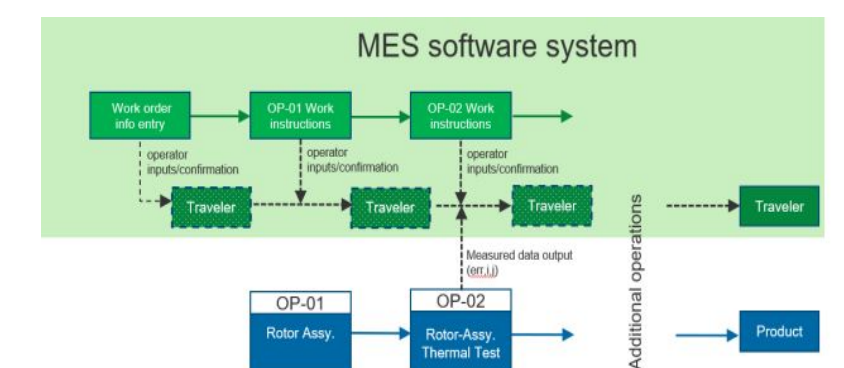 MES software system
Work order
info entry
OP-01 Work
instructions
OP-02 Work
instructions
operator
inputs/confirmation
operator
inputs/confirmation
operator
inputs/confirmation
Traveler
Traveler
Traveler
Traveler
Measured data output
(err,i,j)
Additional operations
OP-01
Rotor Assy.
OP-02
Rotor-Assy.
Thermal Test
Product